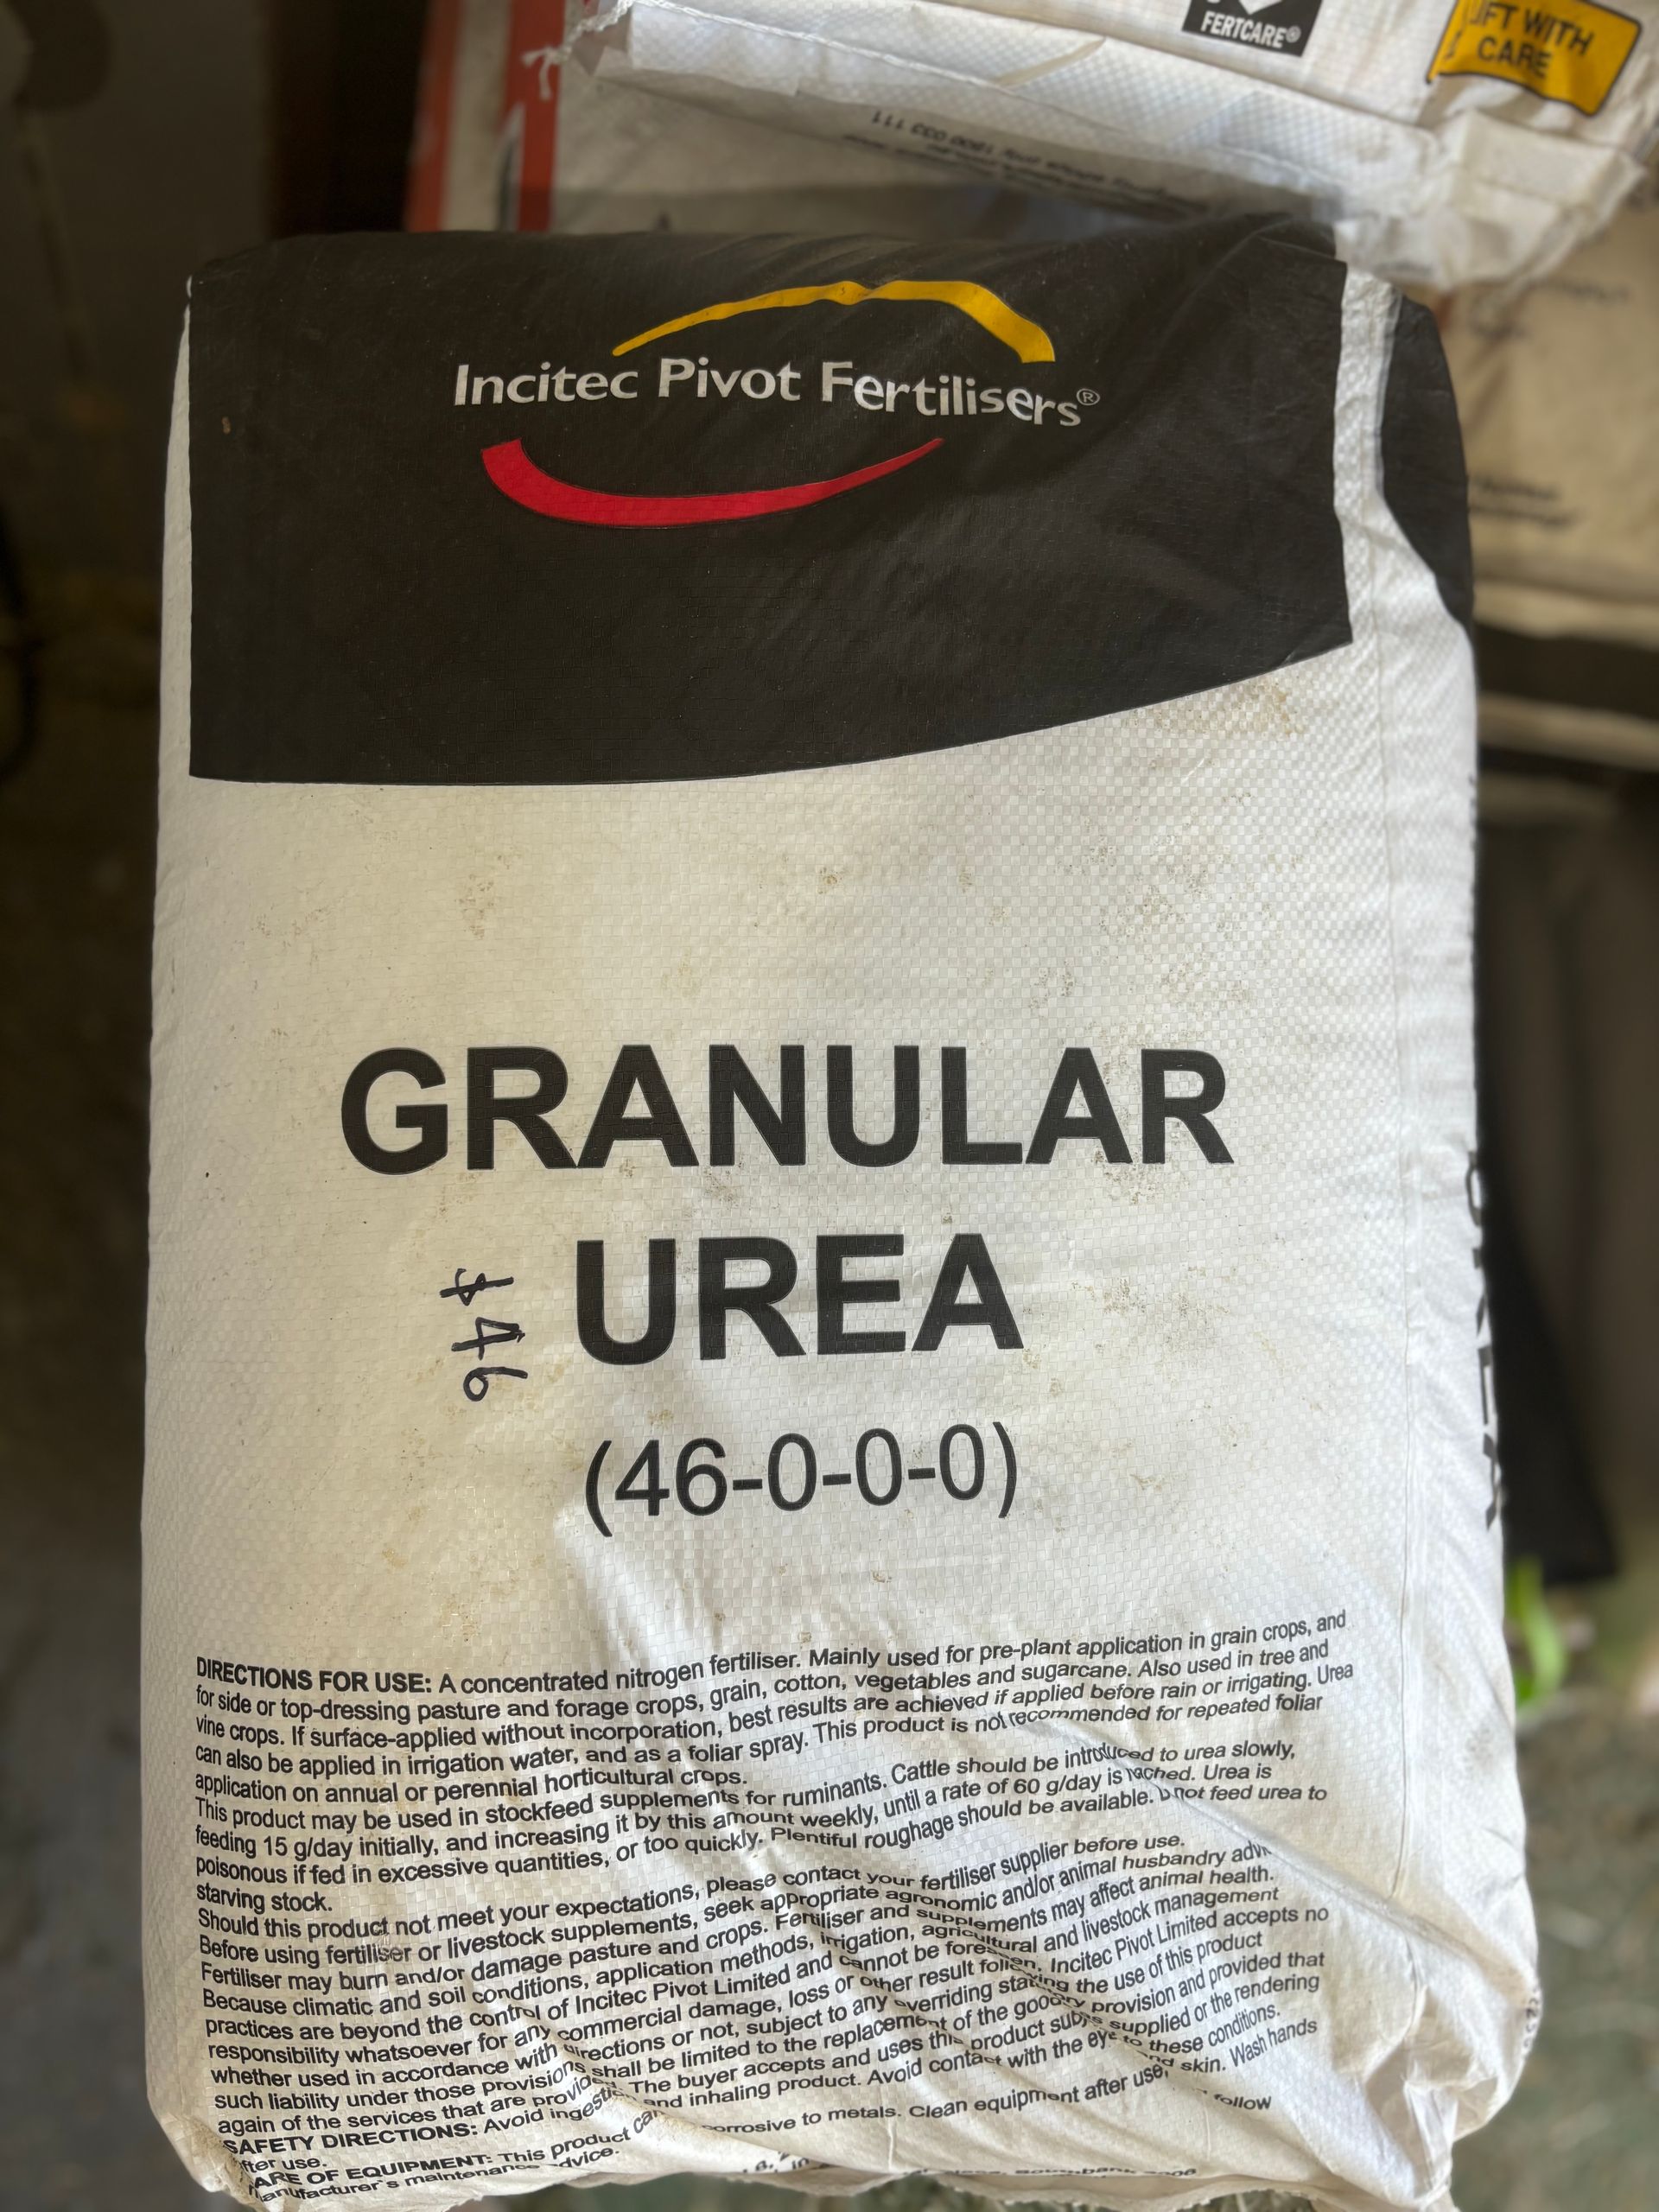 FERTCARE®
LIFT WITH
CARE
1800 033 111
Incitec Pivot Fertilisers®
GRANULAR
UREA
$46
(46-0-0-0)
UREA
DIRECTIONS FOR USE: A concentrated nitrogen fertiliser. Mainly used for pre-plant application in grain crops, and
for side or top-dressing pasture and forage crops, grain, cotton, vegetables and sugarcane. Also used in tree and
vine crops. If surface-applied without incorporation, best results are achieved if applied before rain or irrigating. Urea
can also be applied in irrigation water, and as a foliar spray. This product is not recommended for repeated foliar
application on annual or perennial horticultural crops.
This product may be used in stockfeed supplements for ruminants. Cattle should be introduced to urea slowly,
feeding 15 g/day initially, and increasing it by this amount weekly, until a rate of 60 g/day is reached. Urea is
poisonous if fed in excessive quantities, or too quickly. Plentiful roughage should be available. Do not feed urea to
starving stock.
Should this product not meet your expectations, please contact your fertiliser supplier before use.
Before using fertiliser or livestock supplements, seek appropriate agronomic and/or animal husbandry
Fertiliser may burn and/or damage pasture and crops. Fertiliser and supplements may affect animal health.
Because climatic and soil conditions, application methods, irrigation, agricultural and livestock management
practices are beyond the control of Incitec Pivot Limited and cannot be foreseen, Incitec Pivot Limited accepts no
responsibility whatsoever for any commercial damage, loss or other result following the use of this product
whether used in accordance with directions or not, subject to any overriding statutory provision and provided that
such liability under those provisions shall be limited to the replacement of the goods supplied or the rendering
again of the services that are provided. The buyer accepts and uses this product subject to these conditions.
SAFETY DIRECTIONS: Avoid ingestion and inhaling product. Avoid contact with the eyes and skin. Wash hands
after use.
CARE OF EQUIPMENT: This product can corrosive to metals. Clean equipment after use, follow
manufacturer's maintenance advice.